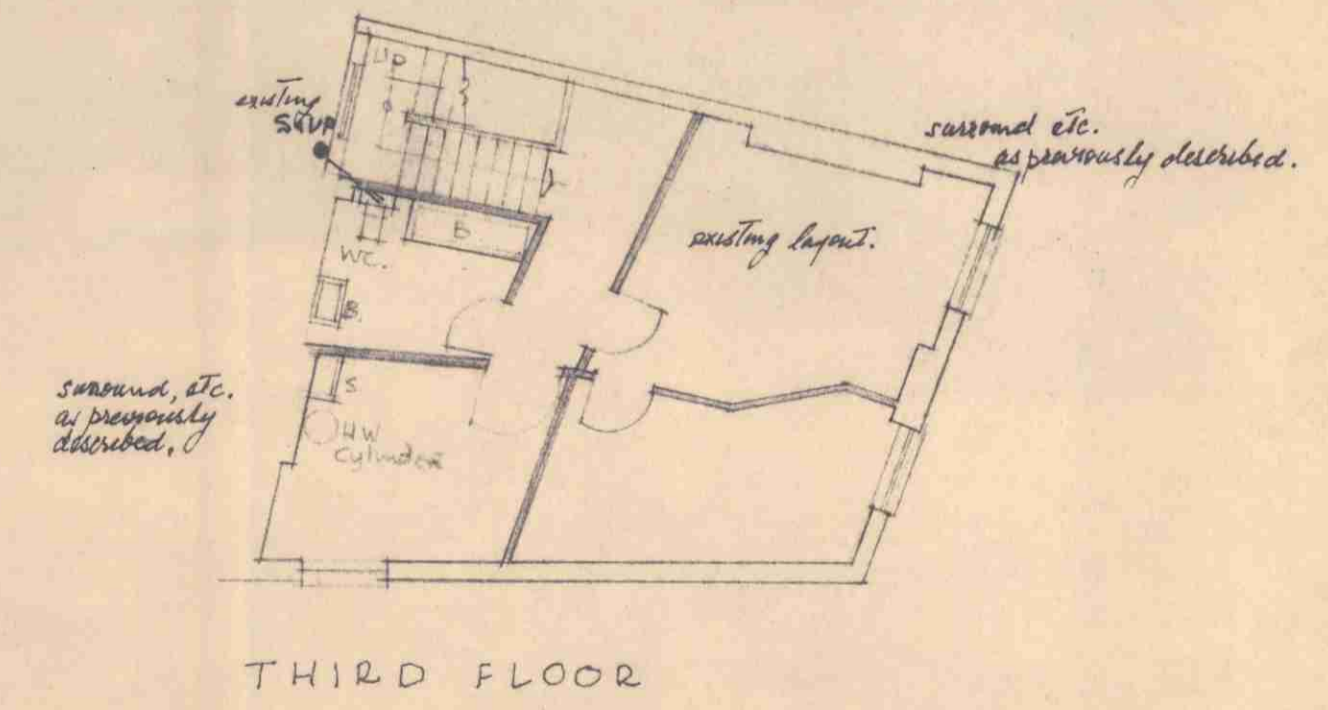 UP
existing
SKVP
surround etc.
as previously described.
existing layout.
B.
WC.
B.
surround, etc.
as previously
described.
S
HW
cylinder
THIRD FLOOR